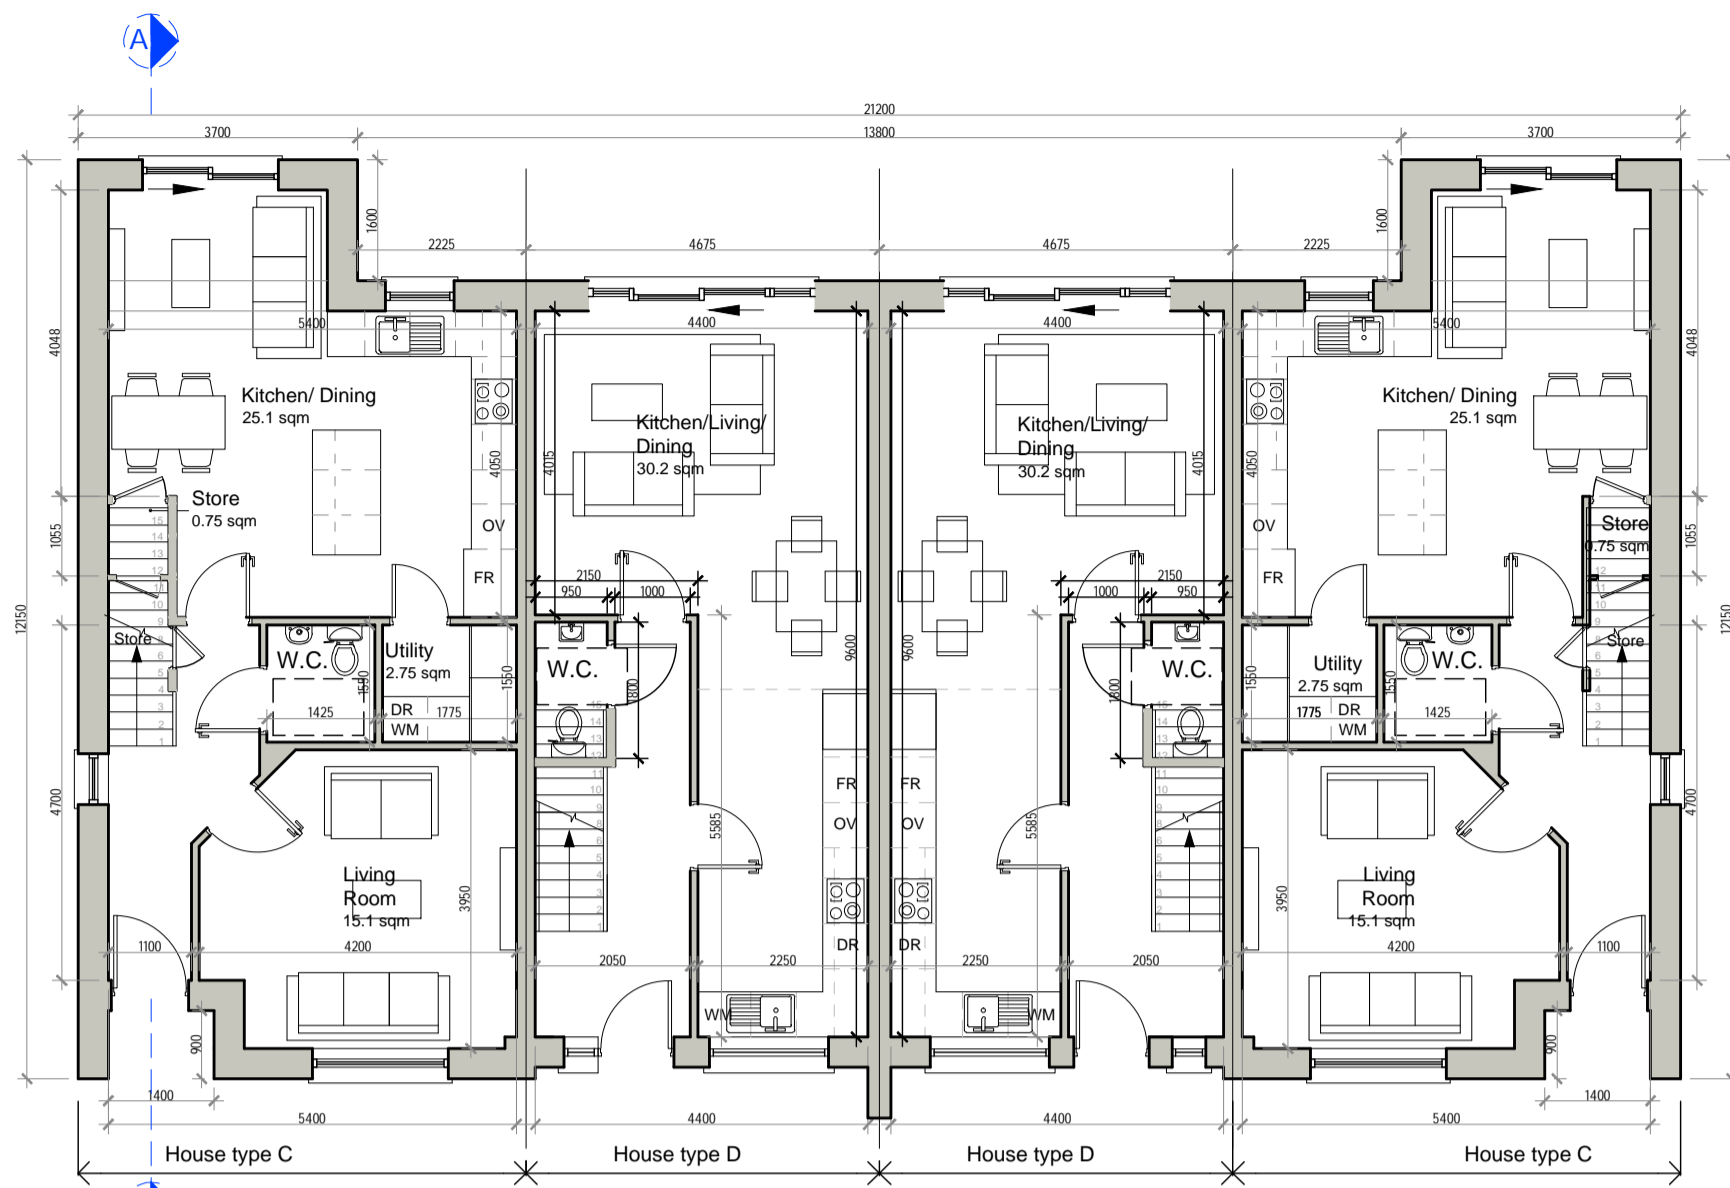 A
21200
3700
13800
3700
1600
1600
2225
4675
4675
2225
5400
4400
4400
5400
4048
4048
12150
12150
Kitchen/ Dining
25.1 sqm
Kitchen/Living/
Dining
30.2 sqm
Kitchen/Living/
Dining
30.2 sqm
Kitchen/ Dining
25.1 sqm
4050
4015
4015
4050
Store
0.75 sqm
Store
0.75 sqm
1055
1055
OV
FR
OV
FR
2150
950
1000
2150
1000
950
Store
W.C.
1550
Utility
2.75 sqm
1550
DR
WM
1425
1775
W.C.
1800
9600
9600
W.C.
1800
Utility
2.75 sqm
1550
DR
WM
1775
W.C.
1550
1425
Store
4700
4700
FR
OV
DR
WM
5585
FR
OV
DR
WM
5585
Living
Room
15.1 sqm
3950
Living
Room
15.1 sqm
3950
1100
4200
2050
2250
2250
2050
4200
1100
900
900
1400
1400
5400
4400
4400
5400
House type C
House type D
House type D
House type C